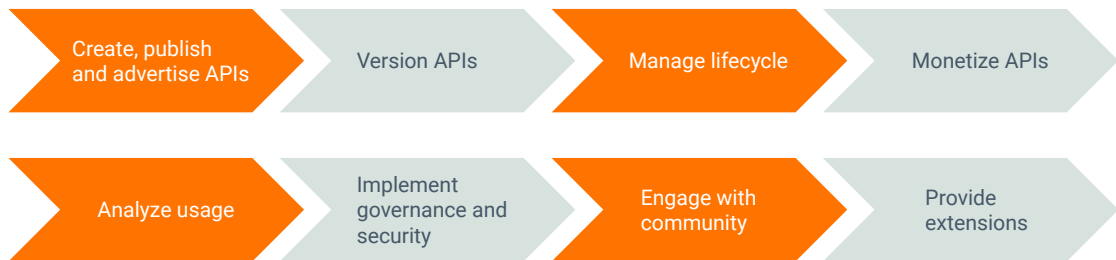 Create, publish
and advertise APIs
Version APIs
Manage lifecycle
Monetize APIs
Analyze usage
Implement
governance and
security
Engage with
community
Provide
extensions